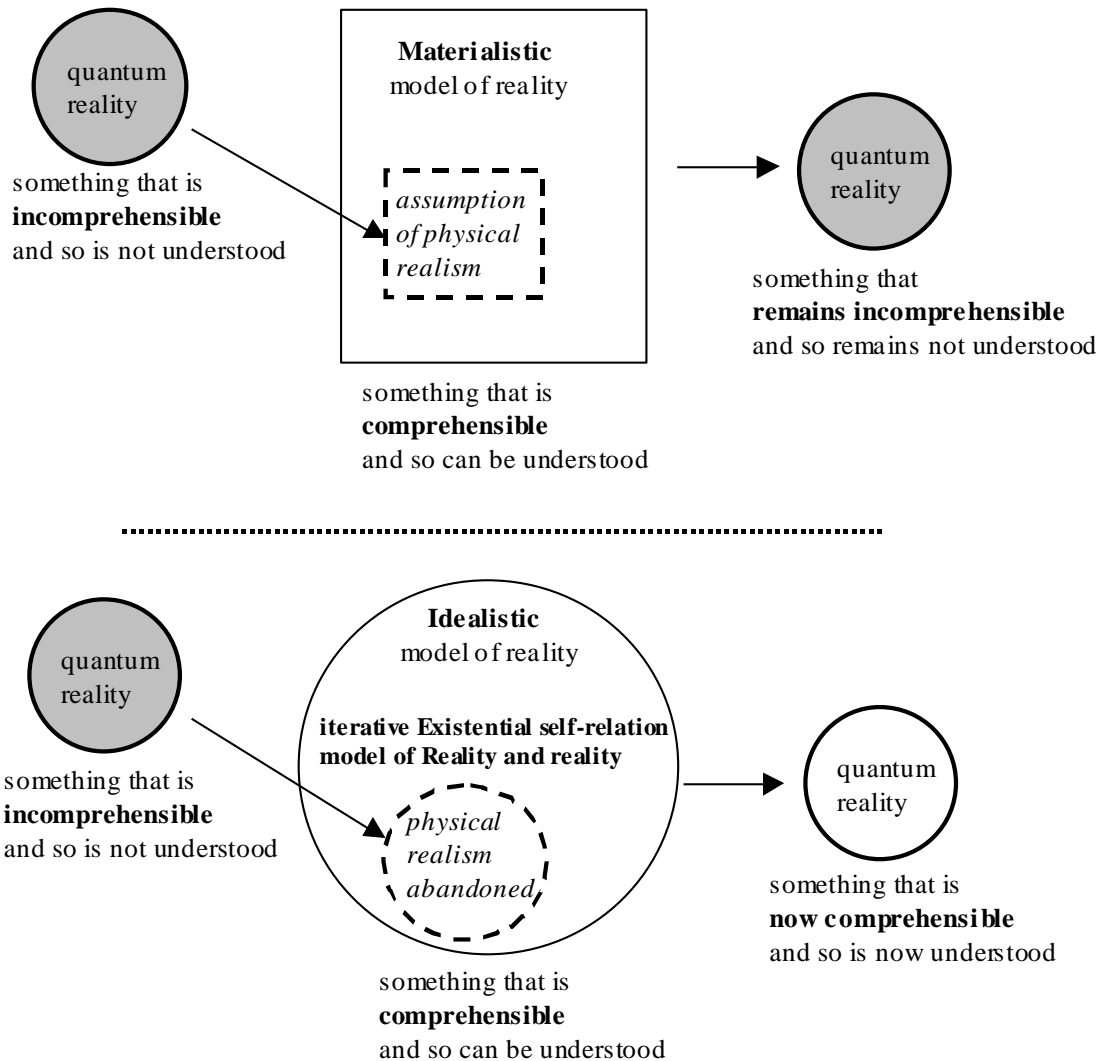 quantum
reality
something that is
incomprehensible
and so is not understood
Materialistic
model of reality
assumption
of physical
realism
something that is
comprehensible
and so can be understood
quantum
reality
something that
remains incomprehensible
and so remains not understood
quantum
reality
something that is
incomprehensible
and so is not understood
Idealistic
model of reality
iterative Existential self-relation
model of Reality and reality
physical
realism
abandoned
something that is
comprehensible
and so can be understood
quantum
reality
something that is
now comprehensible
and so is now understood